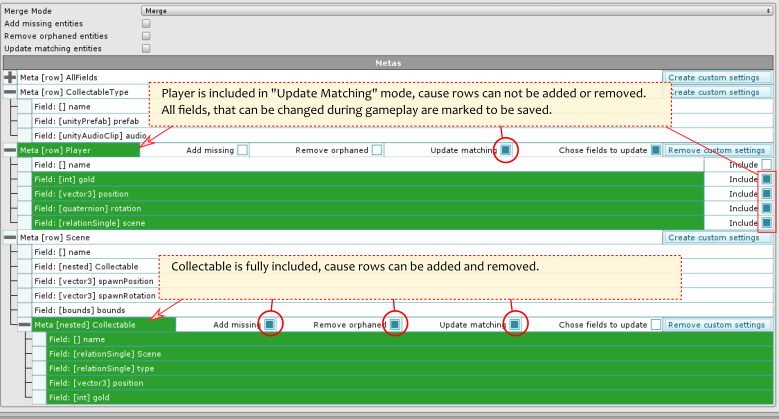 Merge Mode Merge
Add missing entities
Remove orphaned entities
Update matching entities
Metas
Meta [row] AllFields Create custom settings
Meta [row] CollectableType Create custom settings
Player is included in "Update Matching" mode, cause rows can not be added or removed.
All fields, that can be changed during gameplay are marked to be saved.
Field: [] name
Field: [unityPrefab] prefab
Field: [unityAudioClip] audio
Meta [row] Player Add missing Remove orphaned Update matching Chose fields to update Remove custom settings
Field: [] name Include
Field: [int] gold Include
Field: [vector3] position Include
Field: [quaternion] rotation Include
Field: [relationSingle] scene Include
Meta [row] Scene Create custom settings
Field: [] name
Collectable is fully included, cause rows can be added and removed.
Field: [nested] Collectable
Field: [vector3] spawnPosition
Field: [vector3] spawnRotation
Field: [bounds] bounds
Meta [nested] Collectable Add missing Remove orphaned Update matching Chose fields to update Remove custom settings
Field: [] name
Field: [relationSingle] Scene
Field: [relationSingle] type
Field: [vector3] position
Field: [int] gold